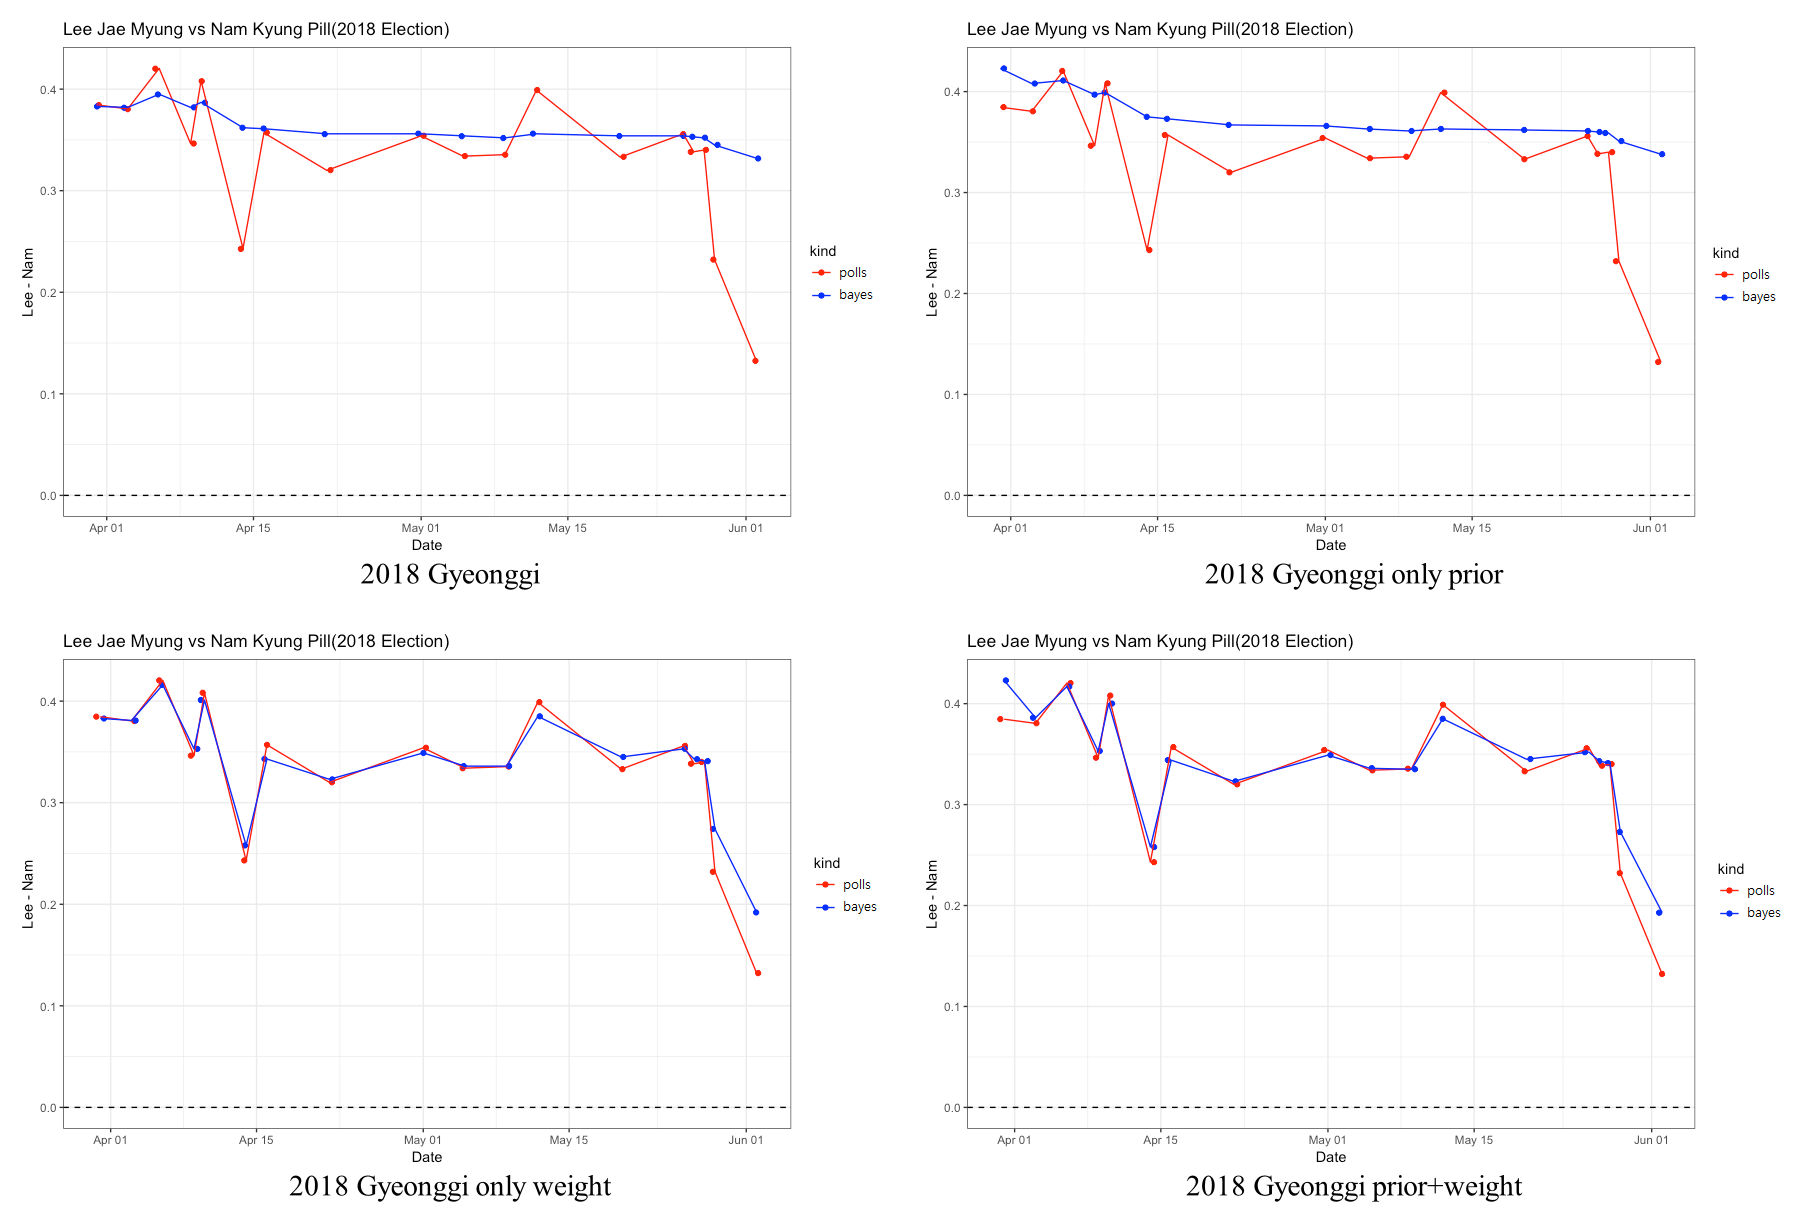 Lee Jae Myung vs Nam Kyung Pill(2018 Election)
0.4
0.3
0.2
0.1
0.0
Lee - Nam
Apr 01
Apr 15
May 01
May 15
Jun 01
Date
kind
polls
bayes
2018 Gyeonggi
Lee Jae Myung vs Nam Kyung Pill(2018 Election)
0.4
0.3
0.2
0.1
0.0
Lee - Nam
Apr 01
Apr 15
May 01
May 15
Jun 01
Date
kind
polls
bayes
2018 Gyeonggi only prior
Lee Jae Myung vs Nam Kyung Pill(2018 Election)
0.4
0.3
0.2
0.1
0.0
Lee - Nam
Apr 01
Apr 15
May 01
May 15
Jun 01
Date
kind
polls
bayes
2018 Gyeonggi only weight
Lee Jae Myung vs Nam Kyung Pill(2018 Election)
0.4
0.3
0.2
0.1
0.0
Lee - Nam
Apr 01
Apr 15
May 01
May 15
Jun 01
Date
kind
polls
bayes
2018 Gyeonggi prior+weight